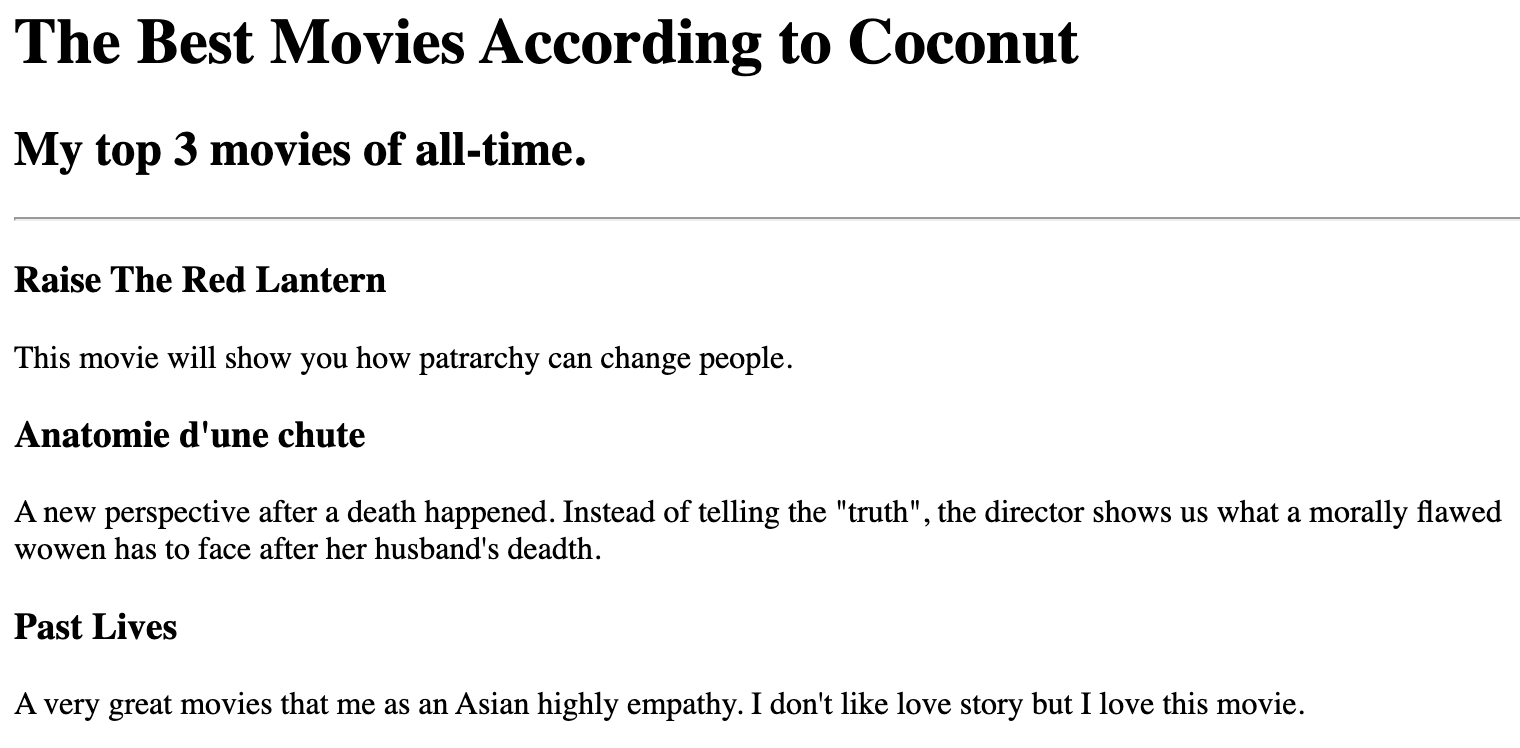 The Best Movies According to Coconut
My top 3 movies of all-time.
Raise The Red Lantern
This movie will show you how patrarchy can change people.
Anatomie d'une chute
A new perspective after a death happened. Instead of telling the "truth", the director shows us what a morally flawed
wowen has to face after her husband's deadth.
Past Lives
A very great movies that me as an Asian highly empathy. I don't like love story but I love this movie.